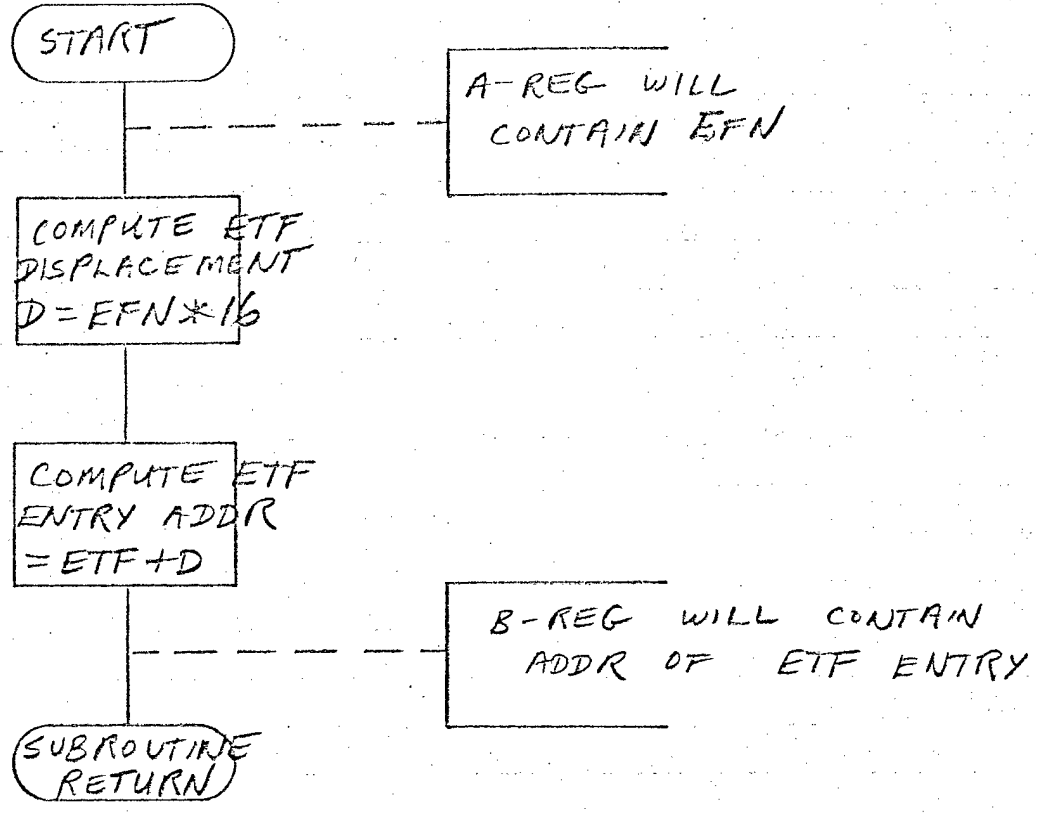 START
A-REG WILL
CONTAIN EFN
COMPUTE ETF
DISPLACEMENT
D=EFN*16
COMPUTE ETF
ENTRY ADDR
=ETF+D
B-REG WILL CONTAIN
ADDR OF ETF ENTRY
SUBROUTINE
RETURN